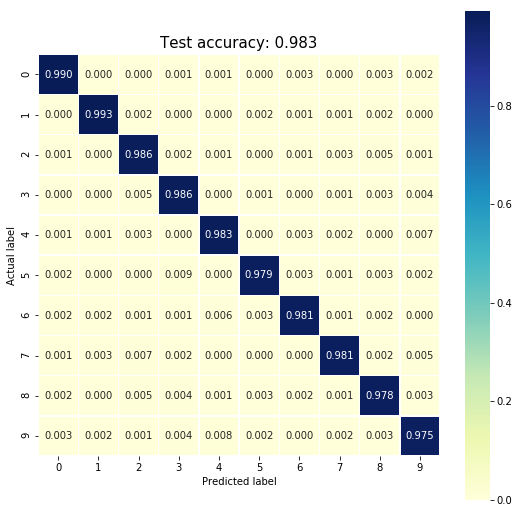 Test accuracy: 0.983
0 0.990 0.000 0.000 0.001 0.001 0.000 0.003 0.000 0.003 0.002
1 0.000 0.993 0.002 0.000 0.000 0.002 0.001 0.001 0.002 0.000
2 0.001 0.000 0.986 0.002 0.001 0.000 0.001 0.003 0.005 0.001
3 0.000 0.000 0.005 0.986 0.000 0.001 0.000 0.001 0.003 0.004
4 0.001 0.001 0.003 0.000 0.983 0.000 0.003 0.002 0.000 0.007
5 0.002 0.000 0.000 0.009 0.000 0.979 0.003 0.001 0.003 0.002
6 0.002 0.002 0.001 0.001 0.006 0.003 0.981 0.001 0.002 0.000
7 0.001 0.003 0.007 0.002 0.000 0.000 0.000 0.981 0.002 0.005
8 0.002 0.000 0.005 0.004 0.001 0.003 0.002 0.001 0.978 0.003
9 0.003 0.002 0.001 0.004 0.008 0.002 0.000 0.002 0.003 0.975
0 1 2 3 4 5 6 7 8 9
Predicted label
Actual label
0.8
0.6
0.4
0.2
0.0